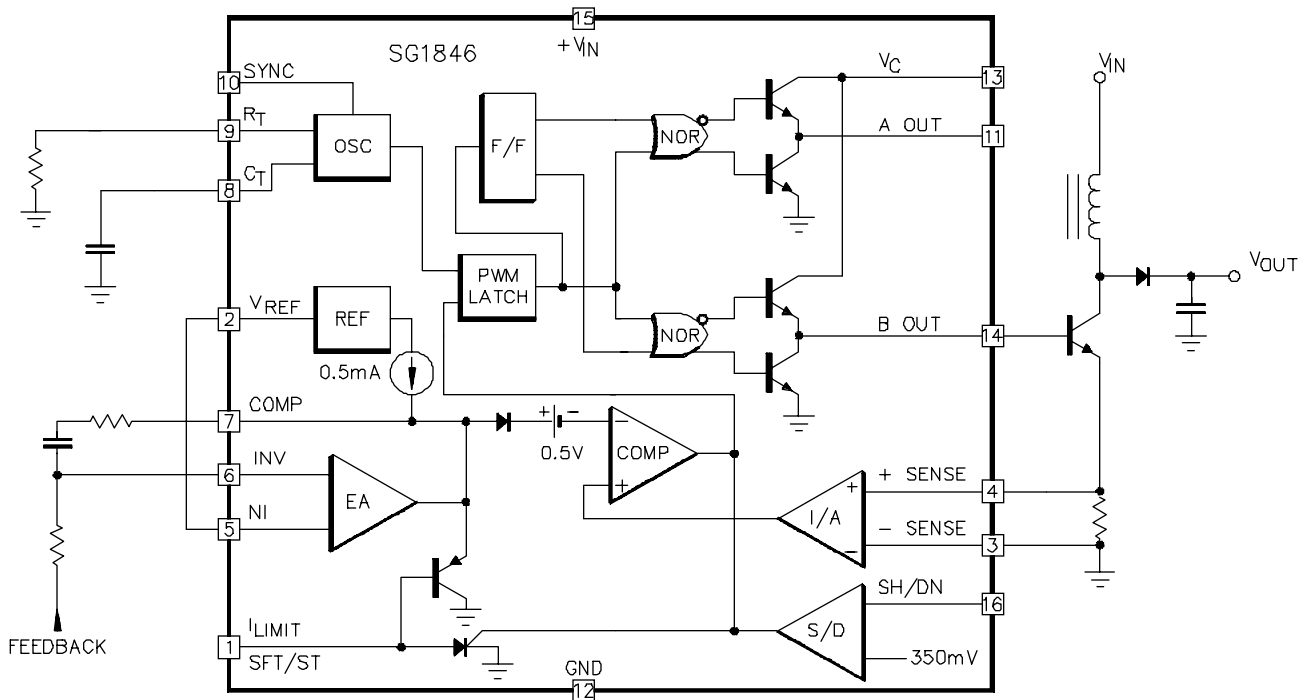 15
+VIN
SG1846
10 SYNC
VC 13
VIN
RT
9
OSC
F/F
NOR
A OUT 11
CT
8
PWM
LATCH
VOUT
VREF
2
REF
NOR
B OUT 14
0.5mA
COMP
7
+ −
0.5V
−
COMP
+
INV
6
EA
+ SENSE 4
+
I/A
NI
5
− SENSE 3
−
SH/DN 16
S/D
ILIMIT
1
SFT/ST
FEEDBACK
350mV
GND
12